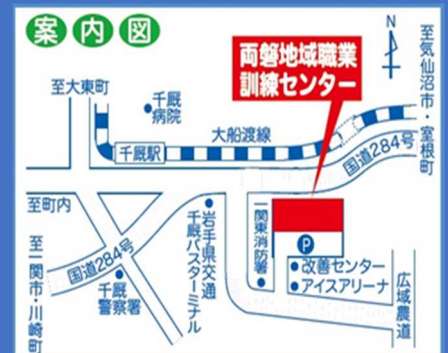 案内図
N
至気仙沼市・室根町
両磐地域職業
訓練センター
至大東町
千厩
病院
大船渡線
千厩駅
国道284号
至町内
国道284号
至一関市・川崎町
千厩
警察署
岩手県交通
千厩バスターミナル
一関東消防署
P
改善センター
アイスアリーナ
広域農道